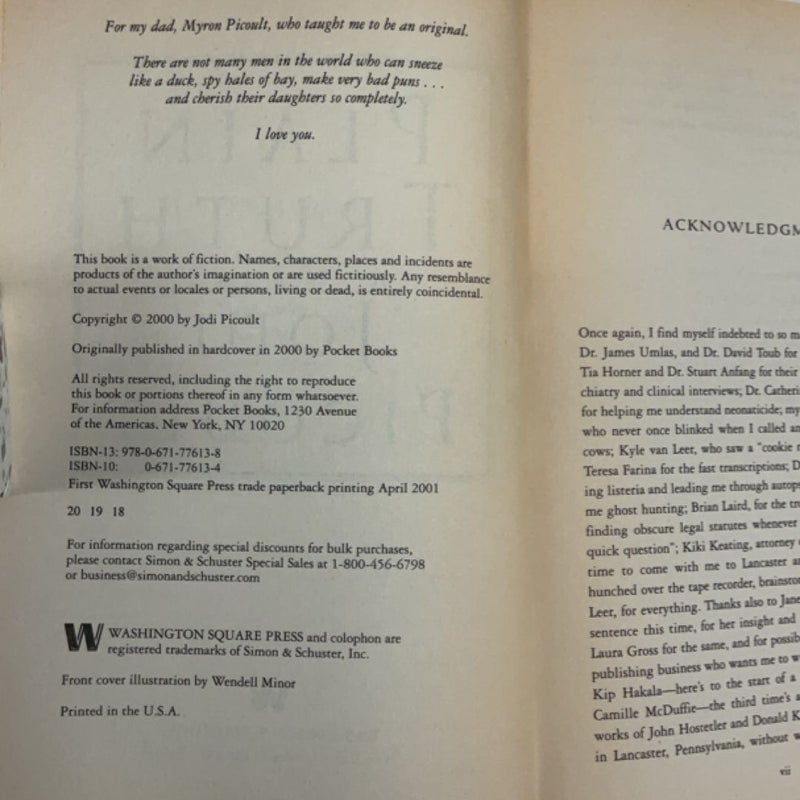 For my dad, Myron Picoult, who taught me to be an original.
There are not many men in the world who can sneeze
like a duck, spy hales of bay, make very bad puns . . .
and cherish their daughters so completely.
I love you.
This book is a work of fiction. Names, characters, places and incidents are
products of the author's imagination or are used fictitiously. Any resemblance
to actual events or locales or persons, living or dead, is entirely coincidental.
Copyright © 2000 by Jodi Picoult
Originally published in hardcover in 2000 by Pocket Books
All rights reserved, including the right to reproduce
this book or portions thereof in any form whatsoever.
For information address Pocket Books, 1230 Avenue
of the Americas, New York, NY 10020
ISBN-13: 978-0-671-77613-8
ISBN-10: 0-671-77613-4
First Washington Square Press trade paperback printing April 2001
20 19 18
For information regarding special discounts for bulk purchases,
please contact Simon & Schuster Special Sales at 1-800-456-6798
or business@simonandschuster.com
W WASHINGTON SQUARE PRESS and colophon are
registered trademarks of Simon & Schuster, Inc.
Front cover illustration by Wendell Minor
Printed in the U.S.A.
ACKNOWLEDGM
Once again, I find myself indebted to so m
Dr. James Umlas, and Dr. David Toub for
Tia Horner and Dr. Stuart Anfang for their
chiatry and clinical interviews; Dr. Catheri
for helping me understand neonaticide; my
who never once blinked when I called an
cows; Kyle van Leer, who saw a "cookie
Teresa Farina for the fast transcriptions; D
ing listeria and leading me through autops
me ghost hunting; Brian Laird, for the tr
finding obscure legal statutes whenever
quick question"; Kiki Keating, attorney
time to come with me to Lancaster an
hunched over the tape recorder, brainsto
Leer, for everything. Thanks also to Jane
sentence this time, for her insight and
Laura Gross for the same, and for possib
publishing business who wants me to w
Kip Hakala—here's to the start of a
Camille McDuffie—the third time's a
works of John Hostetler and Donald K
in Lancaster, Pennsylvania, without w
vii